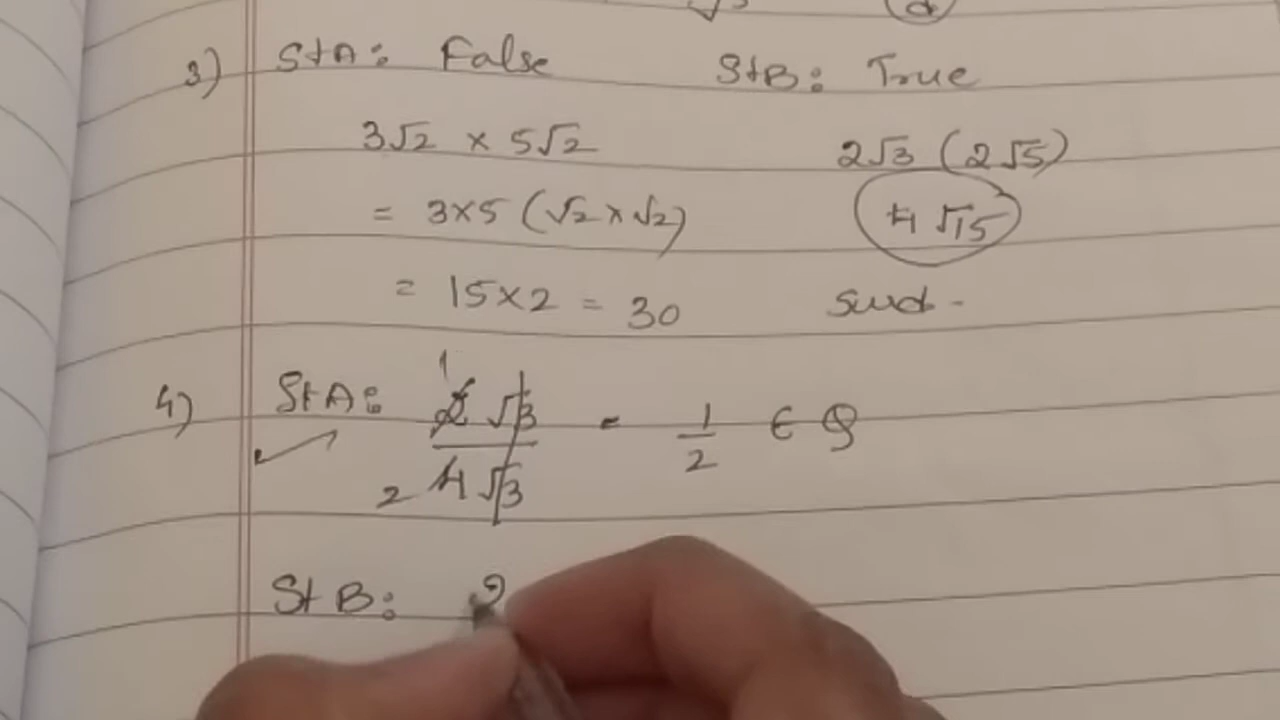 3) StA: False StB: True
3√2 × 5√2 2√3 (2√5)
= 3×5 (√2 × √2) 4√15
= 15×2 = 30 Surd -
4) StA: 1 2√3 = 1/2 ∈ Q
2 4√3
StB: 2